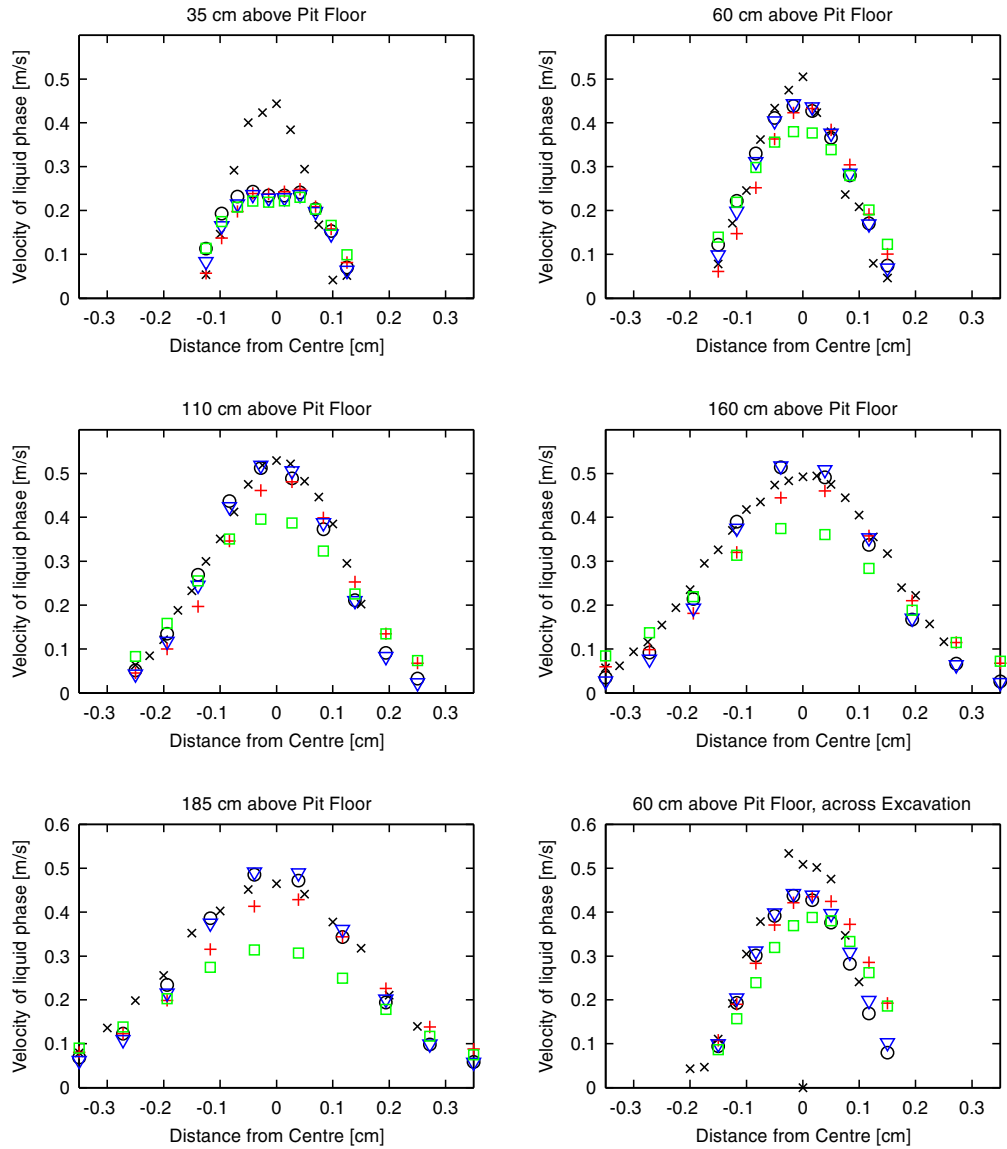 35 cm above Pit Floor
Velocity of liquid phase [m/s]
0.5
0.4
0.3
0.2
0.1
0
-0.3 -0.2 -0.1 0 0.1 0.2 0.3
Distance from Centre [cm]
60 cm above Pit Floor
Velocity of liquid phase [m/s]
0.5
0.4
0.3
0.2
0.1
0
-0.3 -0.2 -0.1 0 0.1 0.2 0.3
Distance from Centre [cm]
110 cm above Pit Floor
Velocity of liquid phase [m/s]
0.5
0.4
0.3
0.2
0.1
0
-0.3 -0.2 -0.1 0 0.1 0.2 0.3
Distance from Centre [cm]
160 cm above Pit Floor
Velocity of liquid phase [m/s]
0.5
0.4
0.3
0.2
0.1
0
-0.3 -0.2 -0.1 0 0.1 0.2 0.3
Distance from Centre [cm]
185 cm above Pit Floor
Velocity of liquid phase [m/s]
0.6
0.5
0.4
0.3
0.2
0.1
0
-0.3 -0.2 -0.1 0 0.1 0.2 0.3
Distance from Centre [cm]
60 cm above Pit Floor, across Excavation
Velocity of liquid phase [m/s]
0.6
0.5
0.4
0.3
0.2
0.1
0
-0.3 -0.2 -0.1 0 0.1 0.2 0.3
Distance from Centre [cm]